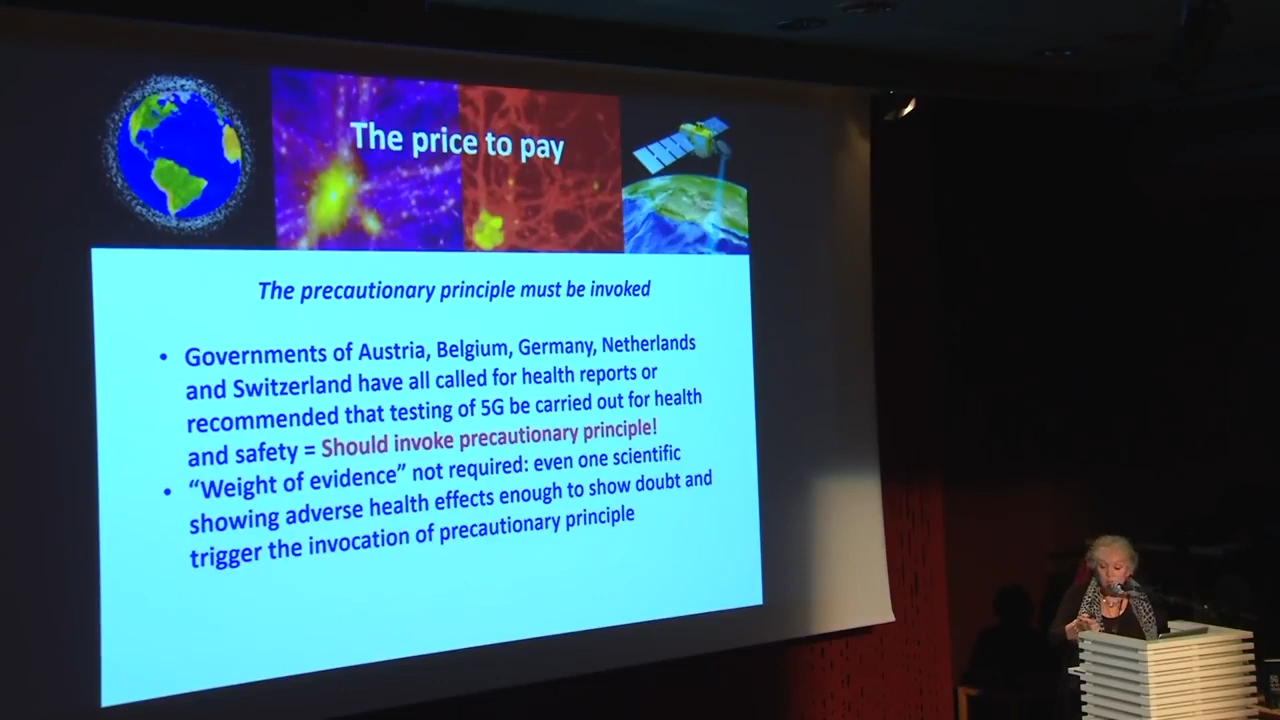 The price to pay
The precautionary principle must be invoked
• Governments of Austria, Belgium, Germany, Netherlands
and Switzerland have all called for health reports or
recommended that testing of 5G be carried out for health
and safety = Should invoke precautionary principle!
• “Weight of evidence” not required: even one scientific
showing adverse health effects enough to show doubt and
trigger the invocation of precautionary principle